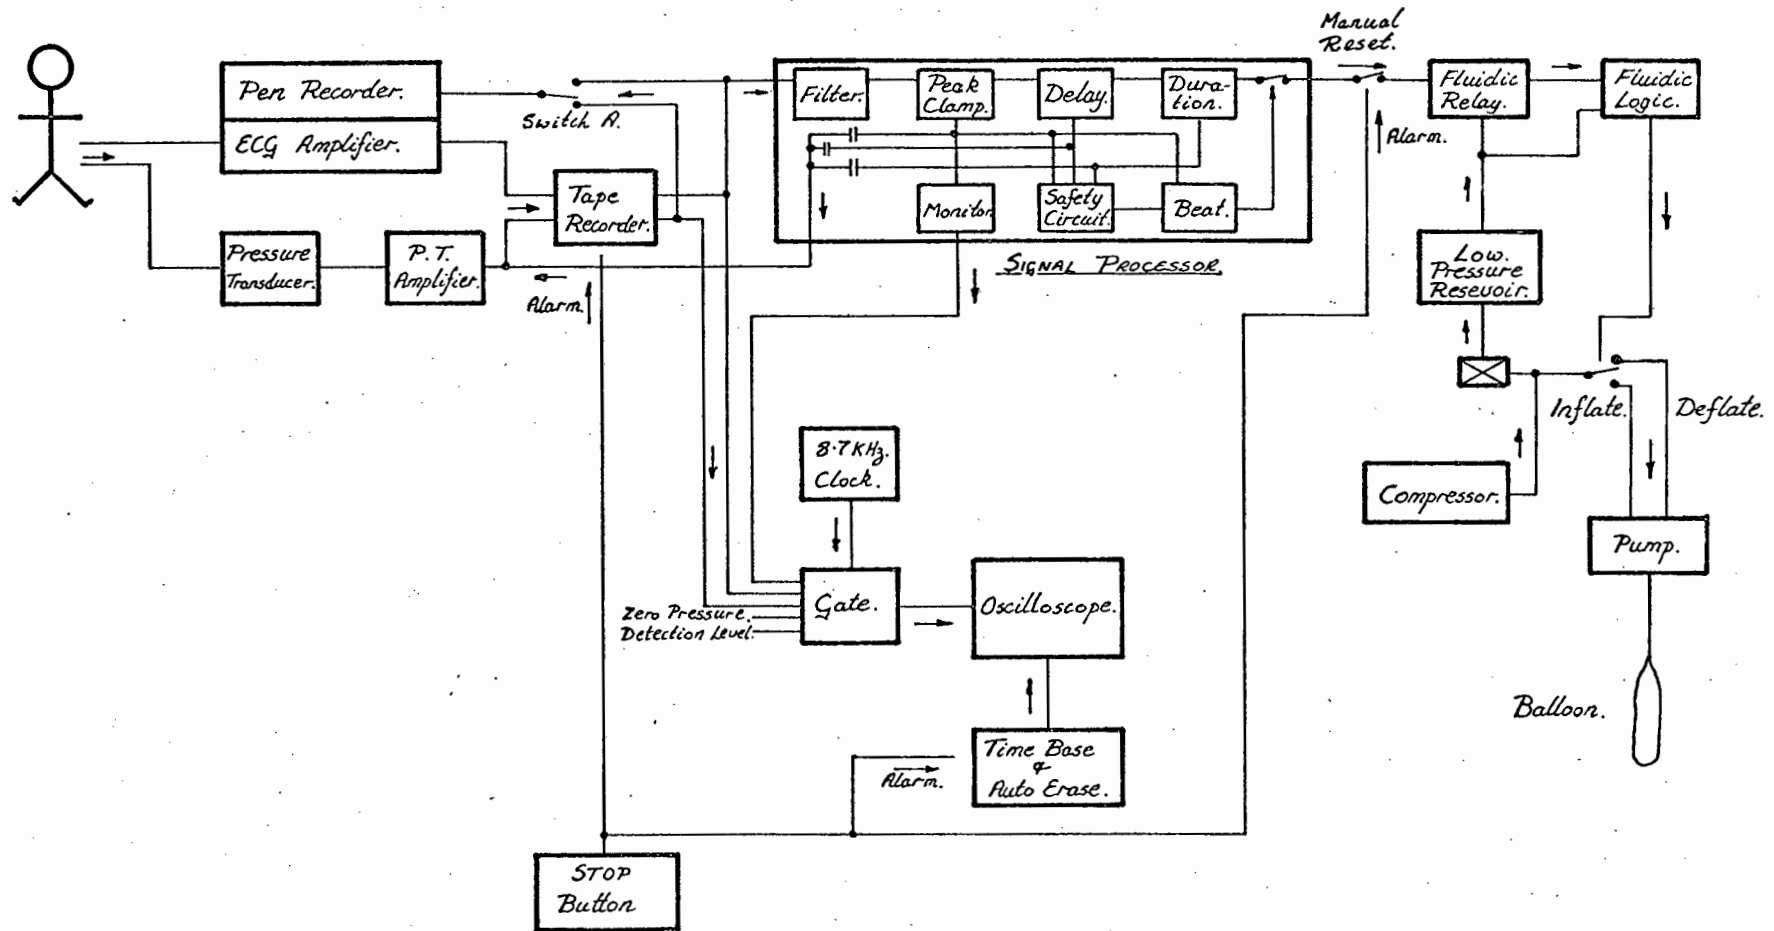 Manual
Reset.
Pen Recorder.
ECG Amplifier.
Switch A.
Filter.
Peak
Clamp.
Delay.
Dura-
tion.
Fluidic
Relay.
Fluidic
Logic.
Alarm.
Tape
Recorder.
Monitor.
Safety
Circuit.
Beat.
Pressure
Transducer.
P.T.
Amplifier.
SIGNAL PROCESSOR.
Low.
Pressure
Resevoir.
Alarm.
Inflate.
Deflate.
8.7 KHz.
Clock.
Compressor.
Pump.
Gate.
Oscilloscope.
Zero Pressure.
Detection Level.
Balloon.
Time Base
&
Auto Erase.
Alarm.
STOP
Button